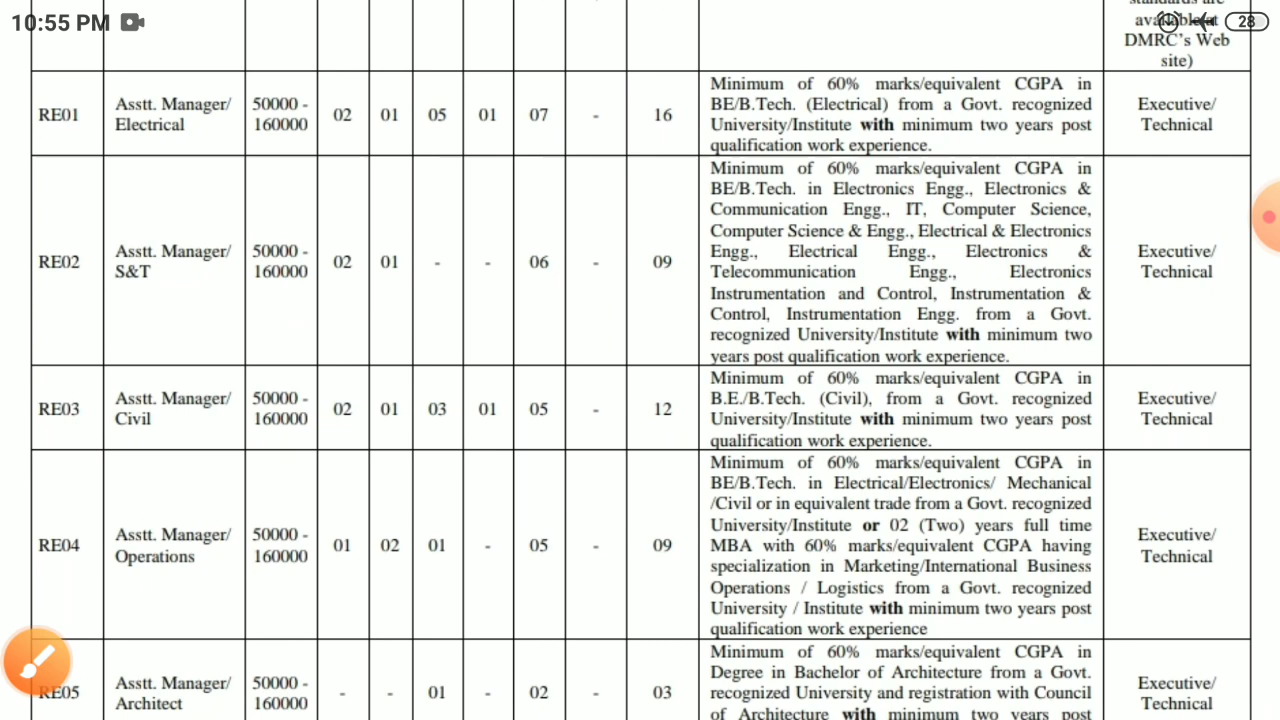 10:55 PM
28
standards are
available at
DMRC's Web
site)
RE01 Asstt. Manager/ Electrical 50000 - 160000 02 01 05 01 07 - 16
Minimum of 60% marks/equivalent CGPA in
BE/B.Tech. (Electrical) from a Govt. recognized
University/Institute with minimum two years post
qualification work experience.
Executive/
Technical
RE02 Asstt. Manager/ S&T 50000 - 160000 02 01 - - 06 - 09
Minimum of 60% marks/equivalent CGPA in
BE/B.Tech. in Electronics Engg., Electronics &
Communication Engg., IT, Computer Science,
Computer Science & Engg., Electrical & Electronics
Engg., Electrical Engg., Electronics &
Telecommunication Engg., Electronics
Instrumentation and Control, Instrumentation &
Control, Instrumentation Engg. from a Govt.
recognized University/Institute with minimum two
years post qualification work experience.
Executive/
Technical
RE03 Asstt. Manager/ Civil 50000 - 160000 02 01 03 01 05 - 12
Minimum of 60% marks/equivalent CGPA in
B.E./B.Tech. (Civil), from a Govt. recognized
University/Institute with minimum two years post
qualification work experience.
Executive/
Technical
RE04 Asstt. Manager/ Operations 50000 - 160000 01 02 01 - 05 - 09
Minimum of 60% marks/equivalent CGPA in
BE/B.Tech. in Electrical/Electronics/ Mechanical
/Civil or in equivalent trade from a Govt. recognized
University/Institute or 02 (Two) years full time
MBA with 60% marks/equivalent CGPA having
specialization in Marketing/International Business
Operations / Logistics from a Govt. recognized
University / Institute with minimum two years post
qualification work experience
Executive/
Technical
RE05 Asstt. Manager/ Architect 50000 - 160000 - - 01 - 02 - 03
Minimum of 60% marks/equivalent CGPA in
Degree in Bachelor of Architecture from a Govt.
recognized University and registration with Council
of Architecture with minimum two years post
Executive/
Technical